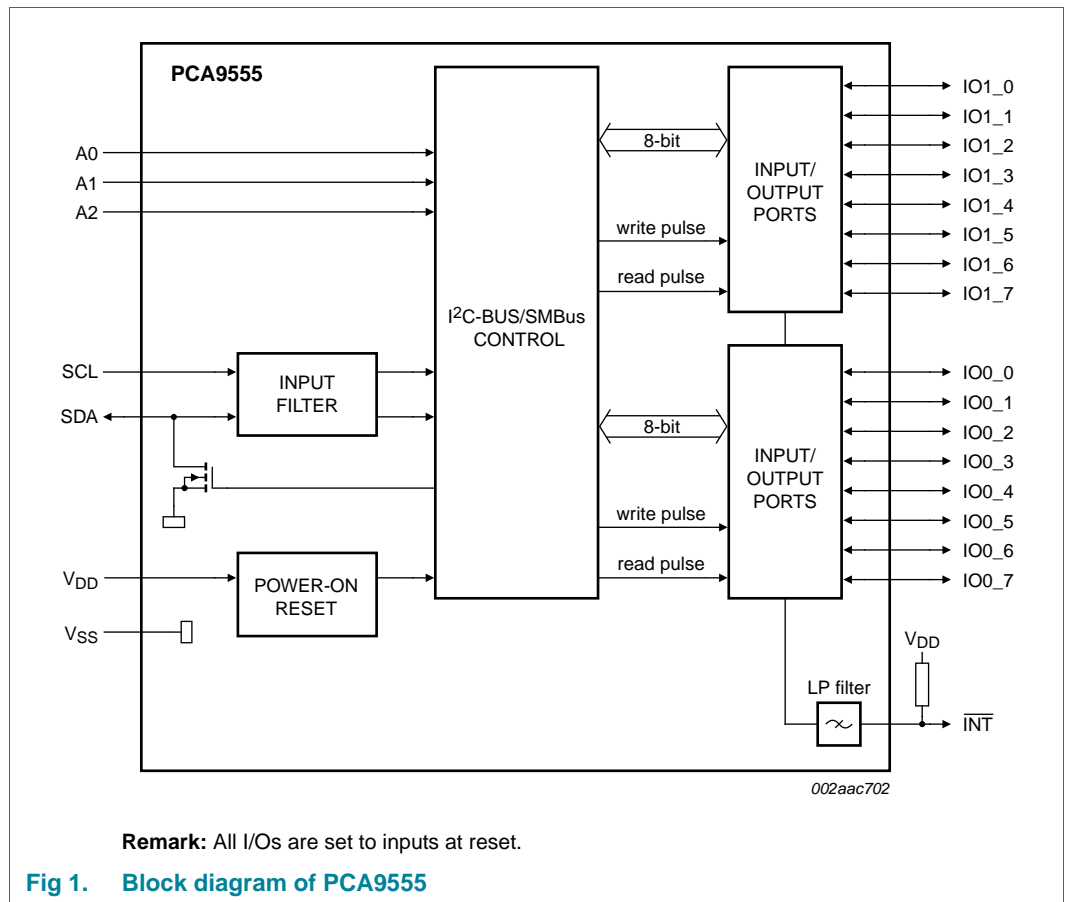 PCA9555
A0
A1
A2
SCL
SDA
VDD
VSS
INPUT
FILTER
POWER-ON
RESET
I2C-BUS/SMBus
CONTROL
8-bit
write pulse
read pulse
INPUT/
OUTPUT
PORTS
IO1_0
IO1_1
IO1_2
IO1_3
IO1_4
IO1_5
IO1_6
IO1_7
8-bit
write pulse
read pulse
INPUT/
OUTPUT
PORTS
IO0_0
IO0_1
IO0_2
IO0_3
IO0_4
IO0_5
IO0_6
IO0_7
VDD
LP filter
INT
002aac702
Remark: All I/Os are set to inputs at reset.
Fig 1. Block diagram of PCA9555